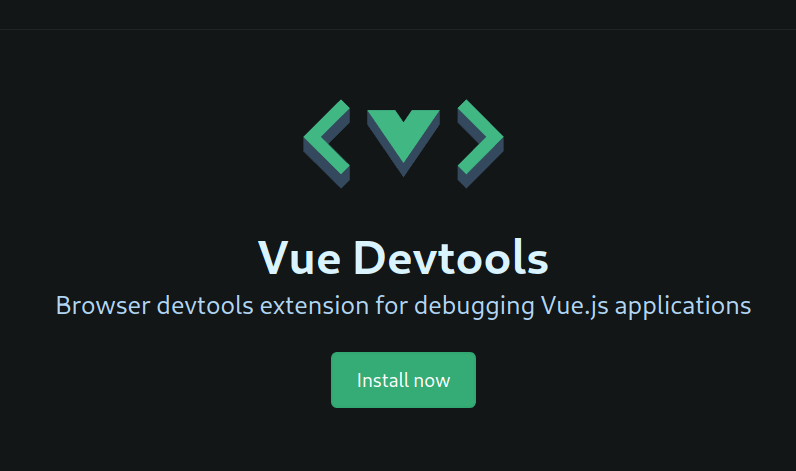 Vue Devtools
Browser devtools extension for debugging Vue.js applications
Install now